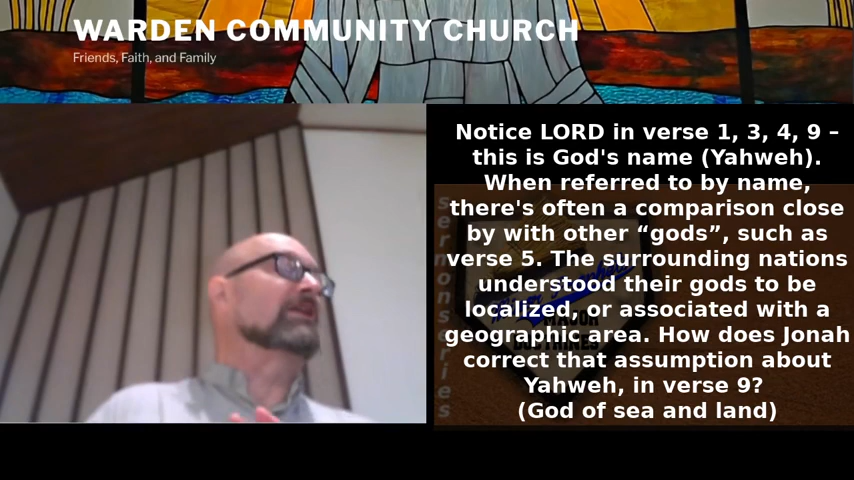 WARDEN COMMUNITY CHURCH
Friends, Faith, and Family
Notice LORD in verse 1, 3, 4, 9 –
this is God's name (Yahweh).
When referred to by name,
there's often a comparison close
by with other “gods”, such as
verse 5. The surrounding nations
understood their gods to be
localized, or associated with a
geographic area. How does Jonah
correct that assumption about
Yahweh, in verse 9?
(God of sea and land)
sermonseries
MAJOR
DOCTRINES